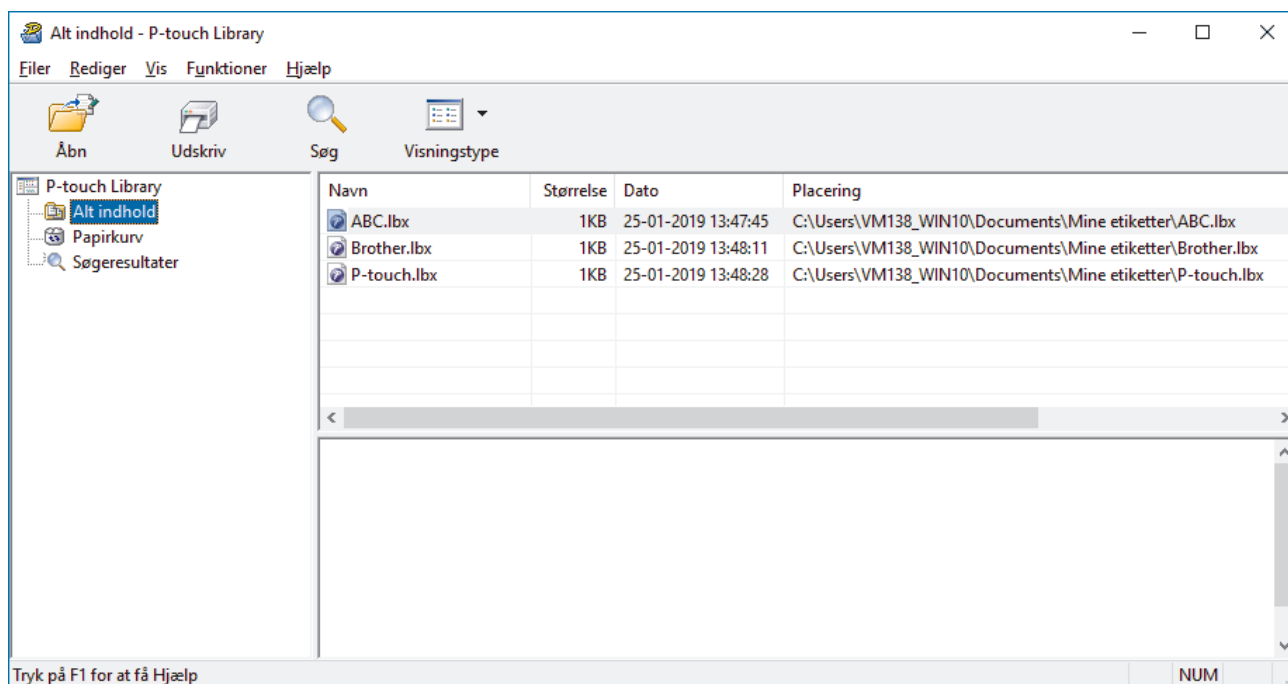 Alt indhold - P-touch Library
Filer Rediger Vis Funktioner Hjælp
Åbn Udskriv Søg Visningstype
P-touch Library
Alt indhold
Papirkurv
Søgeresultater
Navn Størrelse Dato Placering
ABC.lbx 1KB 25-01-2019 13:47:45 C:\Users\VM138_WIN10\Documents\Mine etiketter\ABC.lbx
Brother.lbx 1KB 25-01-2019 13:48:11 C:\Users\VM138_WIN10\Documents\Mine etiketter\Brother.lbx
P-touch.lbx 1KB 25-01-2019 13:48:28 C:\Users\VM138_WIN10\Documents\Mine etiketter\P-touch.lbx
Tryk på F1 for at få Hjælp NUM